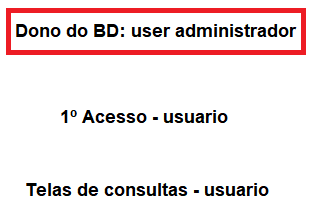 Dono do BD: user administrador
1º Acesso - usuario
Telas de consultas - usuario